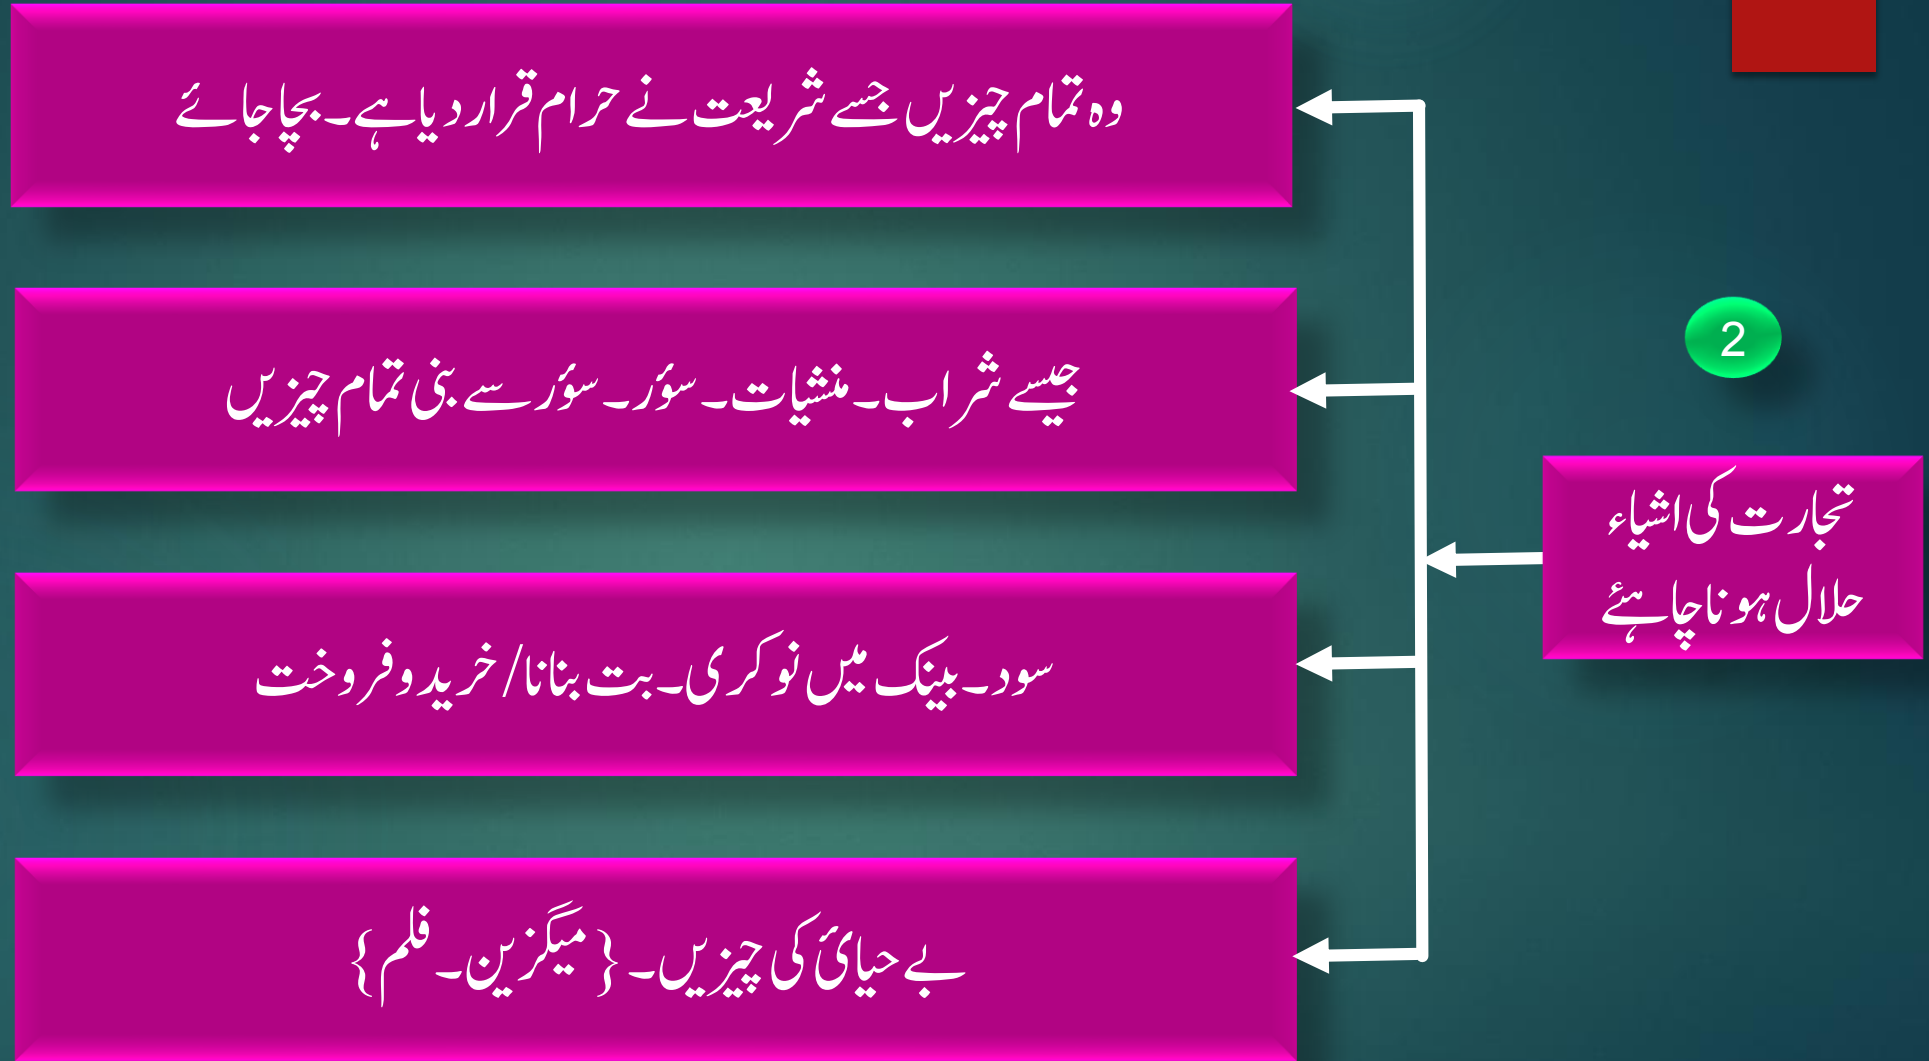 2
تجارت کی اشیاء
حلال ہونا چاہئے
وہ تمام چیزیں جسے شریعت نے حرام قرار دیا ہے۔ بچا جائے
جیسے شراب۔ منشیات۔ سؤر۔ سؤر سے بنی تمام چیزیں
سود۔ بینک میں نوکری۔ بت بنانا/ خرید و فروخت
بے حیائ کی چیزیں۔ {میگزین۔ فلم}